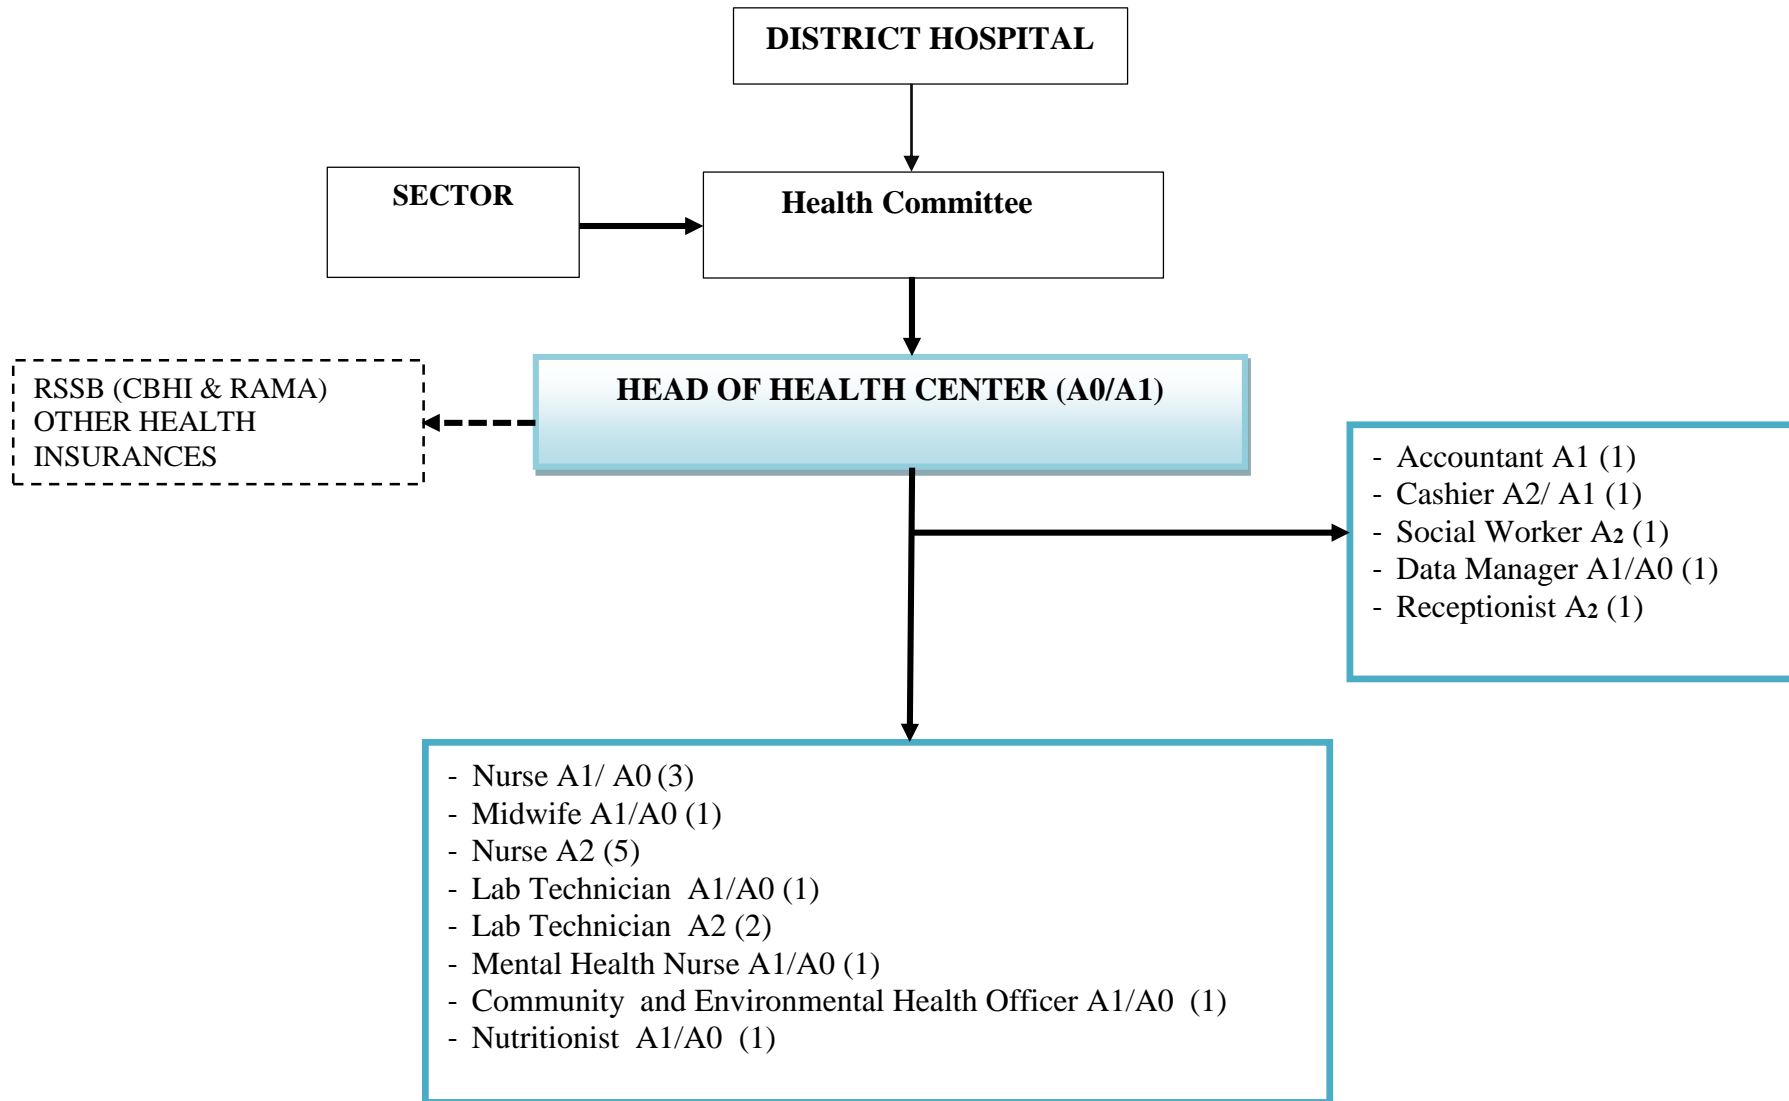 DISTRICT HOSPITAL
SECTOR
Health Committee
RSSB (CBHI & RAMA)
OTHER HEALTH
INSURANCES
HEAD OF HEALTH CENTER (A0/A1)
- Accountant A1 (1)
- Cashier A2/ A1 (1)
- Social Worker A2 (1)
- Data Manager A1/A0 (1)
- Receptionist A2 (1)
- Nurse A1/ A0 (3)
- Midwife A1/A0 (1)
- Nurse A2 (5)
- Lab Technician A1/A0 (1)
- Lab Technician A2 (2)
- Mental Health Nurse A1/A0 (1)
- Community and Environmental Health Officer A1/A0 (1)
- Nutritionist A1/A0 (1)